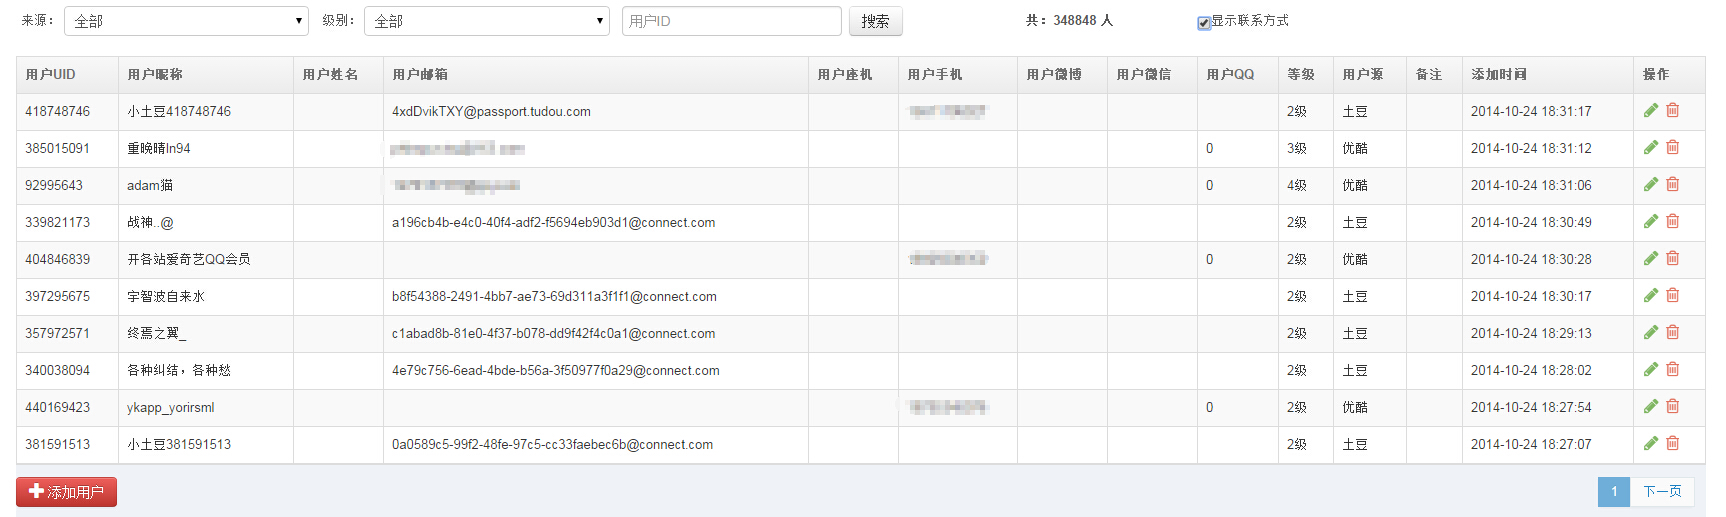 来源： 全部 级别： 全部 用户ID 搜索 共：348848 人 显示联系方式
用户UID 用户昵称 用户姓名 用户邮箱 用户座机 用户手机 用户微博 用户微信 用户QQ 等级 用户源 备注 添加时间 操作
418748746 小土豆418748746 4xdDvikTXY@passport.tudou.com 2级 土豆 2014-10-24 18:31:17
385015091 重晚晴ln94 0 3级 优酷 2014-10-24 18:31:12
92995643 adam猫 0 4级 优酷 2014-10-24 18:31:06
339821173 战神..@ a196cb4b-e4c0-40f4-adf2-f5694eb903d1@connect.com 2级 土豆 2014-10-24 18:30:49
404846839 开各站爱奇艺QQ会员 0 2级 优酷 2014-10-24 18:30:28
397295675 宇智波自来水 b8f54388-2491-4bb7-ae73-69d311a3f1f1@connect.com 2级 土豆 2014-10-24 18:30:17
357972571 终焉之翼_ c1abad8b-81e0-4f37-b078-dd9f42f4c0a1@connect.com 2级 土豆 2014-10-24 18:29:13
340038094 各种纠结，各种愁 4e79c756-6ead-4bde-b56a-3f50977f0a29@connect.com 2级 土豆 2014-10-24 18:28:02
440169423 ykapp_yorirsml 0 2级 优酷 2014-10-24 18:27:54
381591513 小土豆381591513 0a0589c5-99f2-48fe-97c5-cc33faebec6b@connect.com 2级 土豆 2014-10-24 18:27:07
添加用户 1 下一页